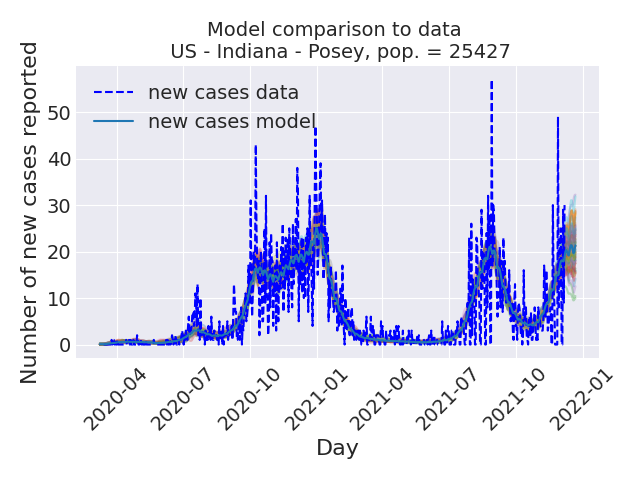 Model comparison to data
US - Indiana - Posey, pop. = 25427
Number of new cases reported
new cases data
new cases model
50
40
30
20
10
0
2020-04
2020-07
2020-10
2021-01
2021-04
2021-07
2021-10
2022-01
Day